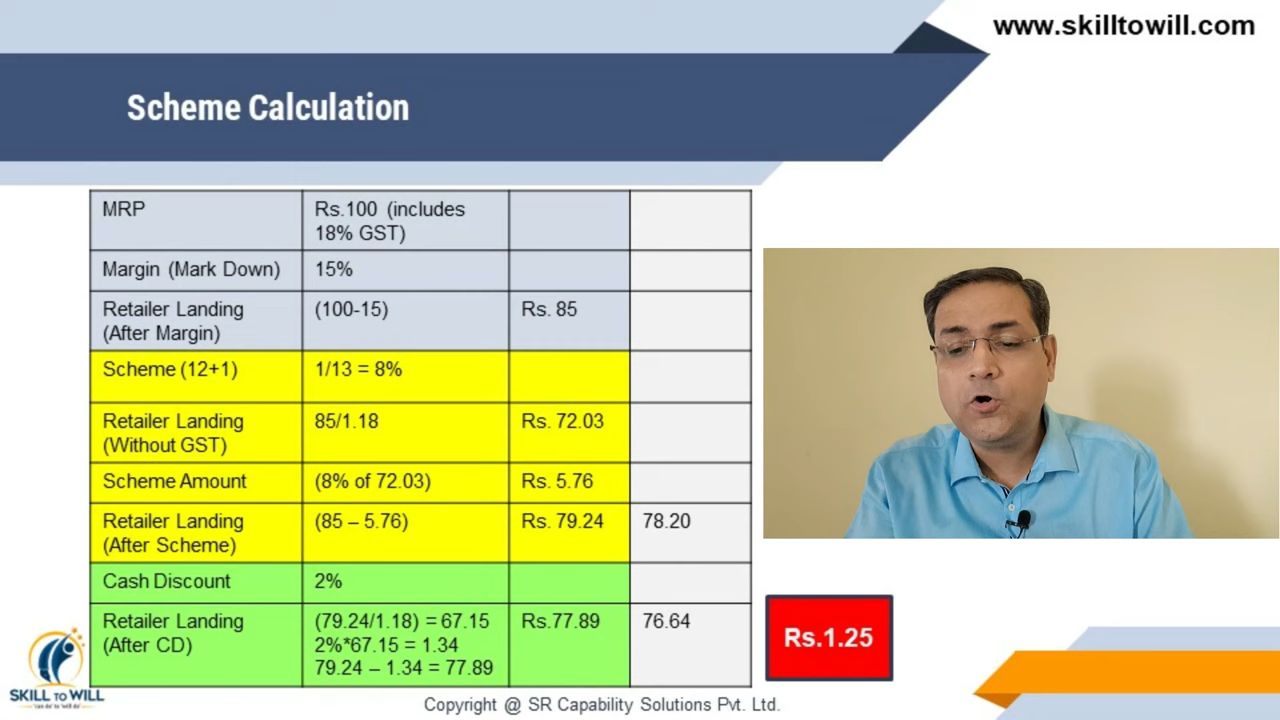 www.skilltowill.com
Scheme Calculation
MRP
Rs.100 (includes
18% GST)
Margin (Mark Down)
15%
Retailer Landing
(After Margin)
(100-15)
Rs. 85
Scheme (12+1)
1/13 = 8%
Retailer Landing
(Without GST)
85/1.18
Rs. 72.03
Scheme Amount
(8% of 72.03)
Rs. 5.76
Retailer Landing
(After Scheme)
(85 – 5.76)
Rs. 79.24
78.20
Cash Discount
2%
Retailer Landing
(After CD)
(79.24/1.18) = 67.15
2%*67.15 = 1.34
79.24 – 1.34 = 77.89
Rs.77.89
76.64
Rs.1.25
SKILL TO WILL
Copyright @ SR Capability Solutions Pvt. Ltd.